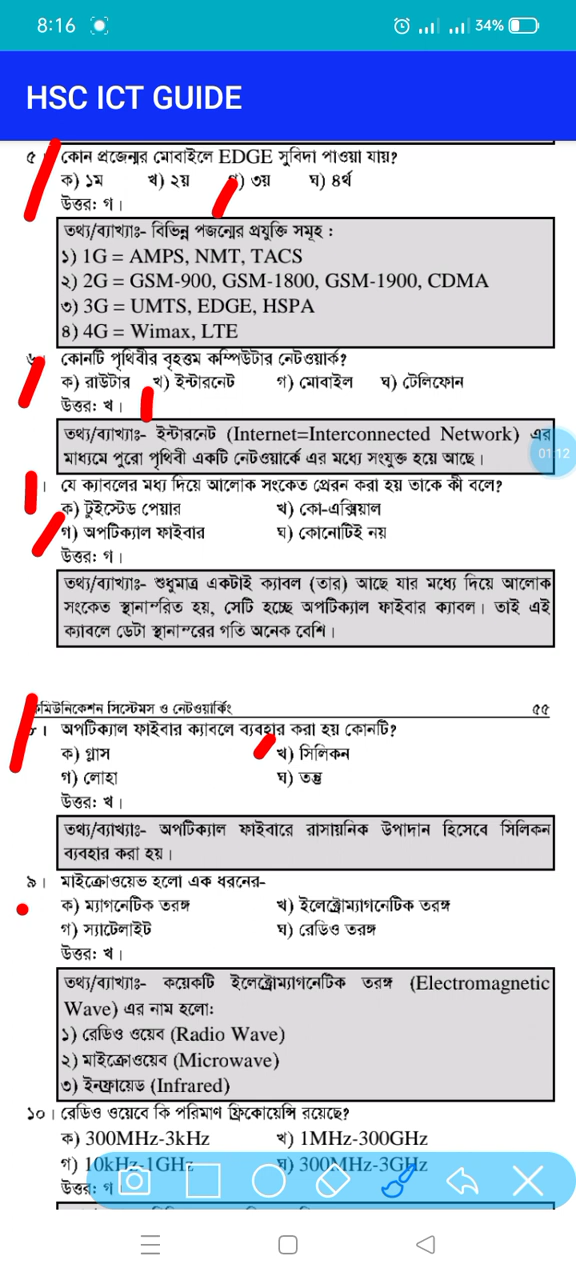 8:16 34%
HSC ICT GUIDE
৫ কোন প্রজেন্মর মোবাইলে EDGE সুবিদা পাওয়া যায়?
ক) ১ম খ) ২য় গ) ৩য় ঘ) ৪র্থ
উত্তর: গ।
তথ্য/ব্যাখ্যাঃ- বিভিন্ন পজন্মের প্রযুক্তি সমূহ :
১) 1G = AMPS, NMT, TACS
২) 2G = GSM-900, GSM-1800, GSM-1900, CDMA
৩) 3G = UMTS, EDGE, HSPA
৪) 4G = Wimax, LTE
৬। কোনটি পৃথিবীর বৃহত্তম কম্পিউটার নেটওয়ার্ক?
ক) রাউটার খ) ইন্টারনেট গ) মোবাইল ঘ) টেলিফোন
উত্তর: খ।
তথ্য/ব্যাখ্যাঃ- ইন্টারনেট (Internet=Interconnected Network) এর
মাধ্যমে পুরো পৃথিবী একটি নেটওয়ার্কে এর মধ্যে সংযুক্ত হয়ে আছে।
01:12
। যে ক্যাবলের মধ্য দিয়ে আলোক সংকেত প্রেরন করা হয় তাকে কী বলে?
ক) টুইস্টেড পেয়ার খ) কো-এক্সিয়াল
গ) অপটিক্যাল ফাইবার ঘ) কোনোটিই নয়
উত্তর: গ।
তথ্য/ব্যাখ্যাঃ- শুধুমাত্র একটাই ক্যাবল (তার) আছে যার মধ্যে দিয়ে আলোক
সংকেত স্থানান্তরিত হয়, সেটি হচ্ছে অপটিক্যাল ফাইবার ক্যাবল। তাই এই
ক্যাবলে ডেটা স্থানান্তরের গতি অনেক বেশি।
কমিউনিকেশন সিস্টেমস ও নেটওয়ার্কিং ৫৫
৮। অপটিক্যাল ফাইবার ক্যাবলে ব্যবহার করা হয় কোনটি?
ক) গ্লাস খ) সিলিকন
গ) লোহা ঘ) তন্তু
উত্তর: খ।
তথ্য/ব্যাখ্যাঃ- অপটিক্যাল ফাইবারে রাসায়নিক উপাদান হিসেবে সিলিকন
ব্যবহার করা হয়।
৯। মাইক্রোওয়েভ হলো এক ধরনের-
ক) ম্যাগনেটিক তরঙ্গ খ) ইলেক্ট্রোম্যাগনেটিক তরঙ্গ
গ) স্যাটেলাইট ঘ) রেডিও তরঙ্গ
উত্তর: খ।
তথ্য/ব্যাখ্যাঃ- কয়েকটি ইলেক্ট্রোম্যাগনেটিক তরঙ্গ (Electromagnetic
Wave) এর নাম হলো:
১) রেডিও ওয়েব (Radio Wave)
২) মাইক্রোওয়েব (Microwave)
৩) ইনফ্রায়েড (Infrared)
১০। রেডিও ওয়েবে কি পরিমাণ ফ্রিকোয়েন্সি রয়েছে?
ক) 300MHz-3kHz খ) 1MHz-300GHz
গ) 10kHz-1GHz ঘ) 300MHz-3GHz
উত্তর: গ